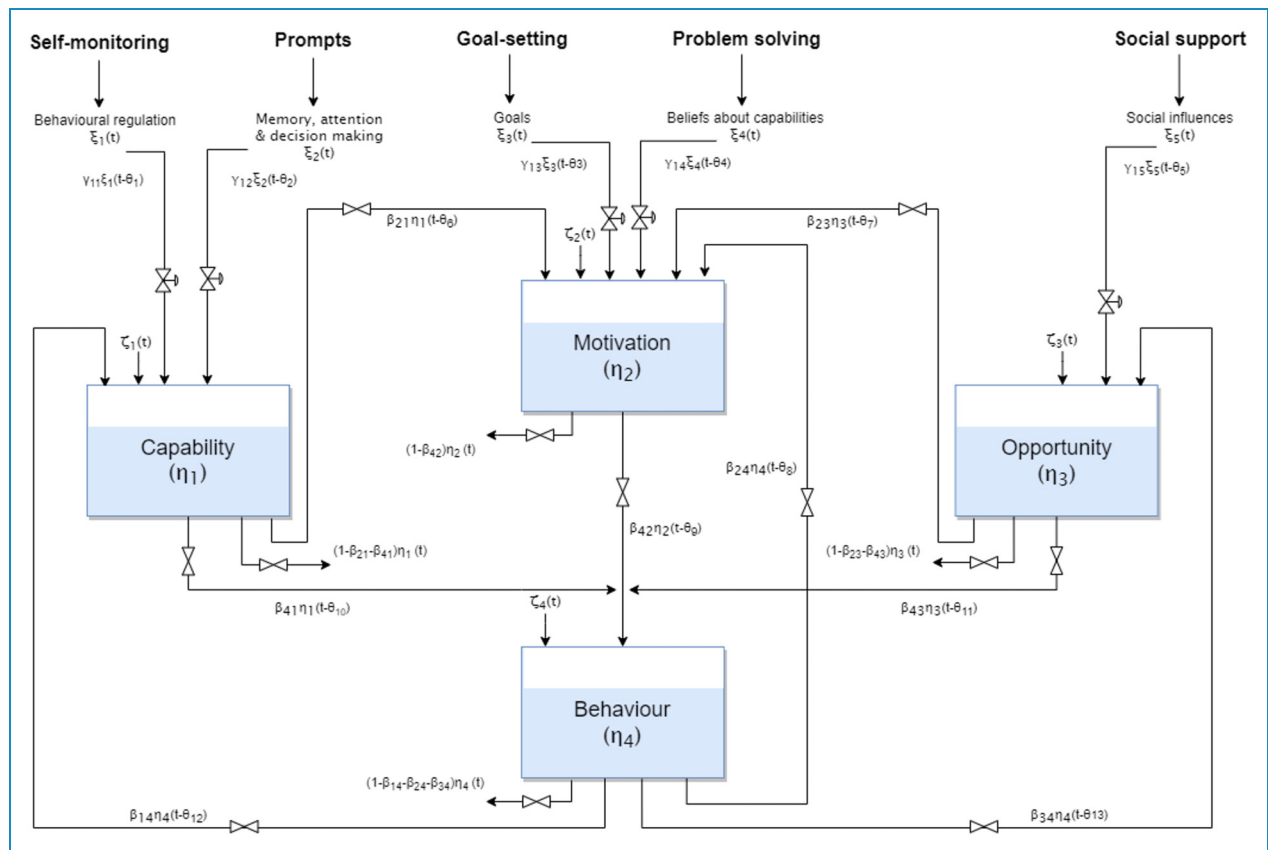 Self-monitoring
Prompts
Goal-setting
Problem solving
Social support
Behavioural regulation
ξ₁(t)
Memory, attention
& decision making
ξ₂(t)
Goals
ξ₃(t)
Beliefs about capabilities
ξ₄(t)
Social influences
ξ₅(t)
γ₁₁ξ₁(t-θ₁)
γ₁₂ξ₂(t-θ₂)
γ₁₃ξ₃(t-θ3)
γ₁₄ξ₄(t-θ4)
γ₁₅ξ₅(t-θ₅)
β₂₁η₁(t-θ₆)
ζ₂(t)
β₂₃η₃(t-θ₇)
ζ₁(t)
Motivation
(η₂)
ζ₃(t)
Capability
(η₁)
(1-β₄₂)η₂(t)
β₂₄η₄(t-θ₈)
Opportunity
(η₃)
β₄₂η₂(t-θ₉)
(1-β₂₁-β₄₁)η₁(t)
(1-β₂₃-β₄₃)η₃(t)
β₄₁η₁(t-θ₁₀)
ζ₄(t)
β₄₃η₃(t-θ₁₁)
Behaviour
(η₄)
(1-β₁₄-β₂₄-β₃₄)η₄(t)
β₁₄η₄(t-θ₁₂)
β₃₄η₄(t-θ13)